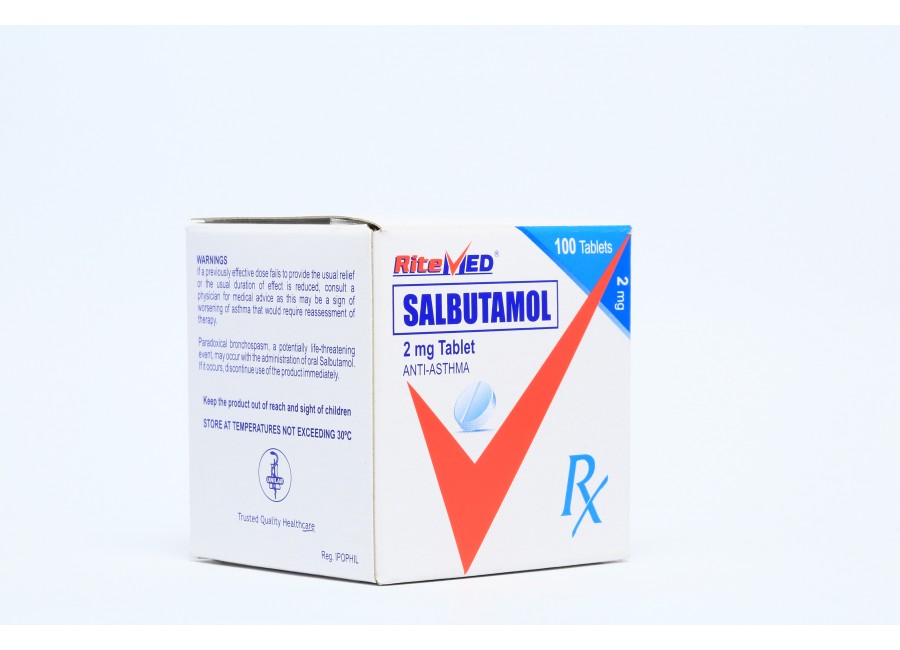 WARNINGS
If a previously effective dose fails to provide the usual relief
or the usual duration of effect is reduced, consult a
physician for medical advice as this may be a sign of
worsening of asthma that would require reassessment of
therapy.
Paradoxical bronchospasm, a potentially life-threatening
event, may occur with the administration of oral Salbutamol.
If it occurs, discontinue use of the product immediately.
Keep the product out of reach and sight of children
STORE AT TEMPERATURES NOT EXCEEDING 30ºC
UNILAB
Trusted Quality Healthcare
Reg. IPOPHIL
RiteMED®
SALBUTAMOL
2 mg Tablet
ANTI-ASTHMA
100 Tablets
2 mg
Rx